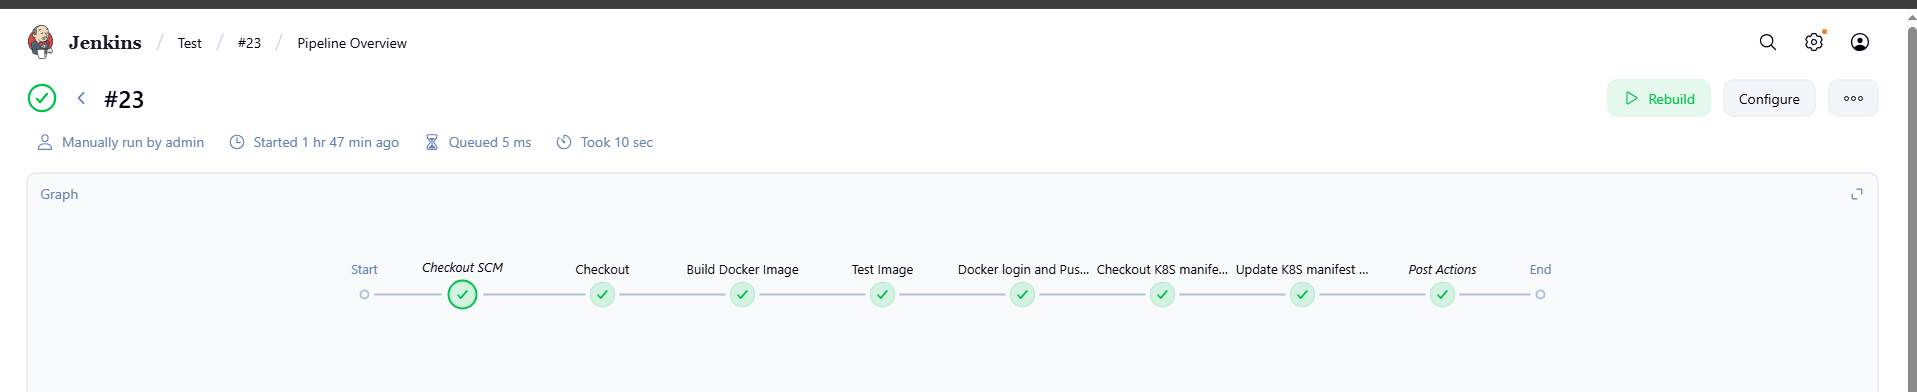 Jenkins / Test / #23 / Pipeline Overview
#23
Rebuild
Configure
Manually run by admin
Started 1 hr 47 min ago
Queued 5 ms
Took 10 sec
Graph
Start
Checkout SCM
Checkout
Build Docker Image
Test Image
Docker login and Pus...
Checkout K8S manife...
Update K8S manifest ...
Post Actions
End